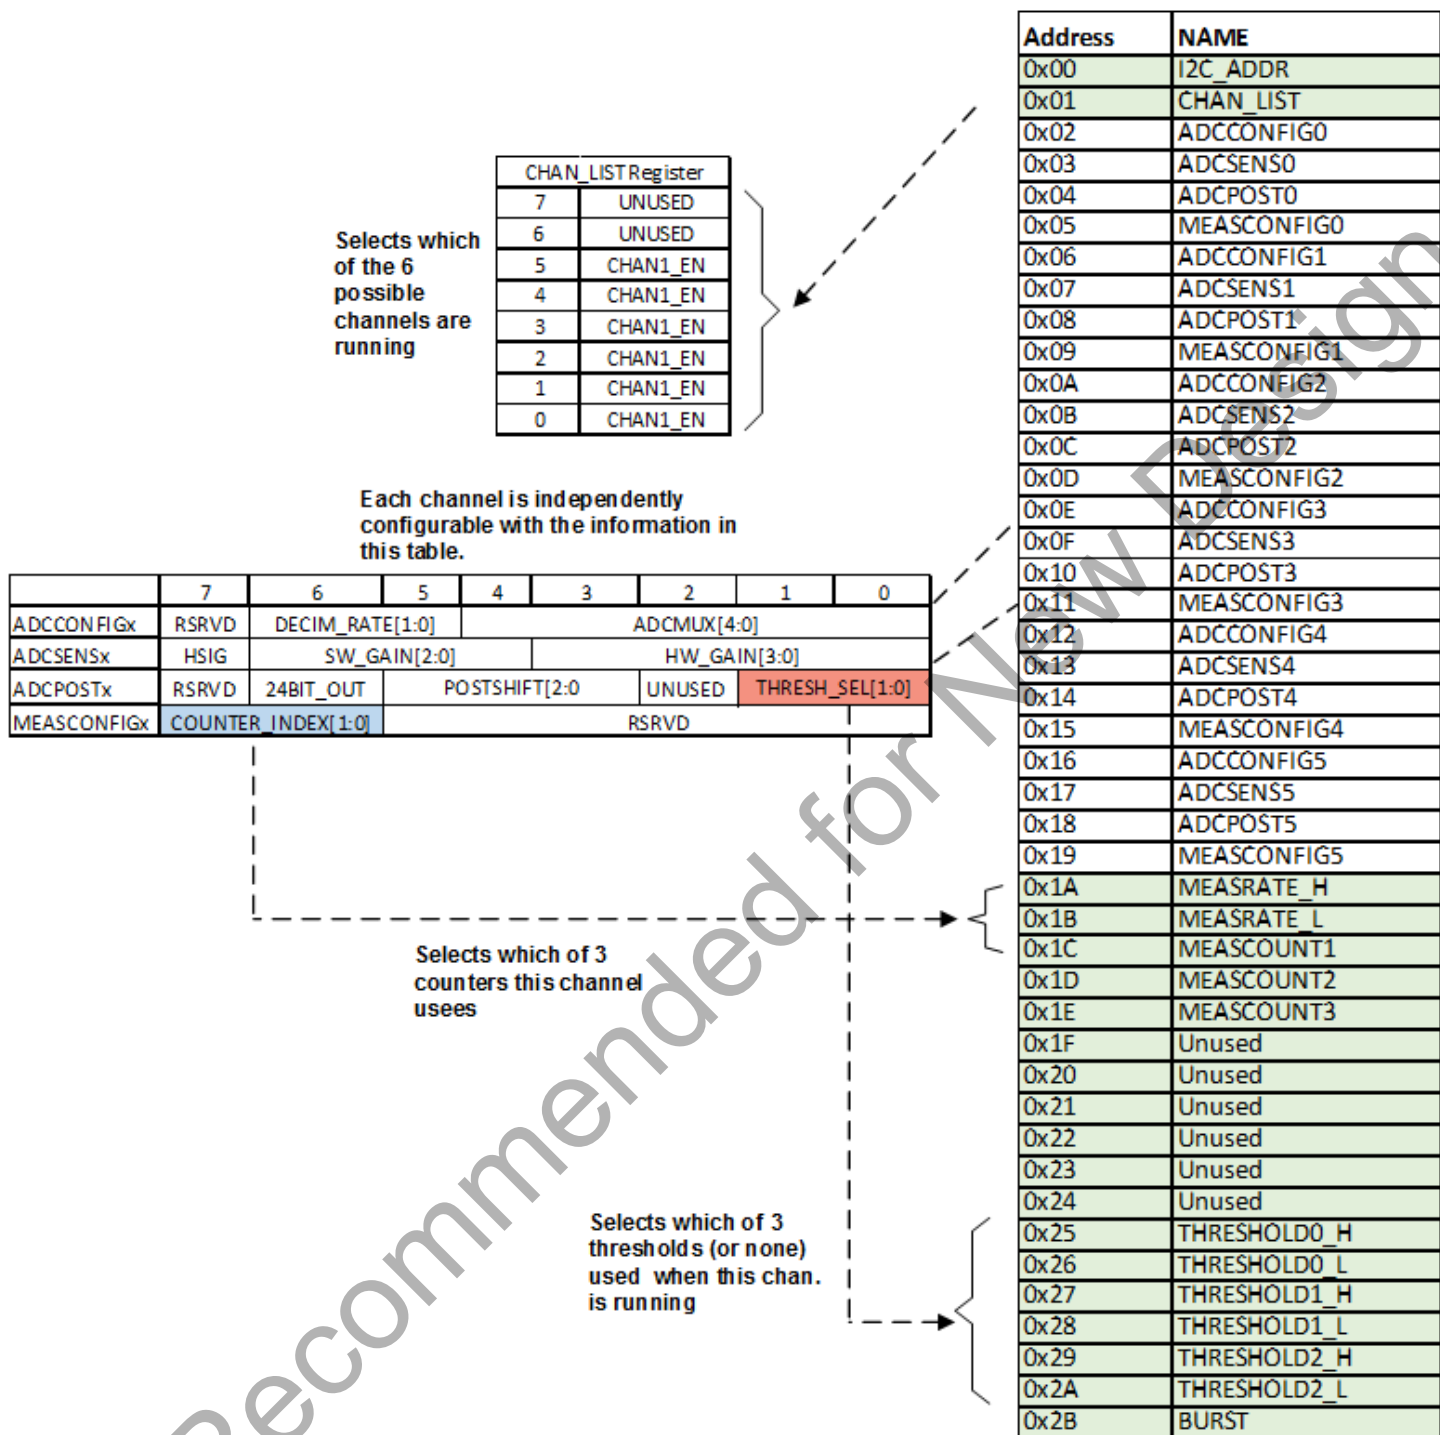 CHAN_LIST Register
7 UNUSED
6 UNUSED
5 CHAN1_EN
4 CHAN1_EN
3 CHAN1_EN
2 CHAN1_EN
1 CHAN1_EN
0 CHAN1_EN
Selects which
of the 6
possible
channels are
running
Each channel is independently
configurable with the information in
this table.
7 6 5 4 3 2 1 0
ADCCONFIGx RSRVD DECIM_RATE[1:0] ADCMUX[4:0]
ADCSENSx HSIG SW_GAIN[2:0] HW_GAIN[3:0]
ADCPOSTx RSRVD 24BIT_OUT POSTSHIFT[2:0 UNUSED THRESH_SEL[1:0]
MEASCONFIGx COUNTER_INDEX[1:0] RSRVD
Selects which of 3
counters this channel
usees
Selects which of 3
thresholds (or none)
used when this chan.
is running
Address NAME
0x00 I2C_ADDR
0x01 CHAN_LIST
0x02 ADCCONFIG0
0x03 ADCSENS0
0x04 ADCPOST0
0x05 MEASCONFIG0
0x06 ADCCONFIG1
0x07 ADCSENS1
0x08 ADCPOST1
0x09 MEASCONFIG1
0x0A ADCCONFIG2
0x0B ADCSENS2
0x0C ADCPOST2
0x0D MEASCONFIG2
0x0E ADCCONFIG3
0x0F ADCSENS3
0x10 ADCPOST3
0x11 MEASCONFIG3
0x12 ADCCONFIG4
0x13 ADCSENS4
0x14 ADCPOST4
0x15 MEASCONFIG4
0x16 ADCCONFIG5
0x17 ADCSENS5
0x18 ADCPOST5
0x19 MEASCONFIG5
0x1A MEASRATE_H
0x1B MEASRATE_L
0x1C MEASCOUNT1
0x1D MEASCOUNT2
0x1E MEASCOUNT3
0x1F Unused
0x20 Unused
0x21 Unused
0x22 Unused
0x23 Unused
0x24 Unused
0x25 THRESHOLD0_H
0x26 THRESHOLD0_L
0x27 THRESHOLD1_H
0x28 THRESHOLD1_L
0x29 THRESHOLD2_H
0x2A THRESHOLD2_L
0x2B BURST
Recommended for New Design